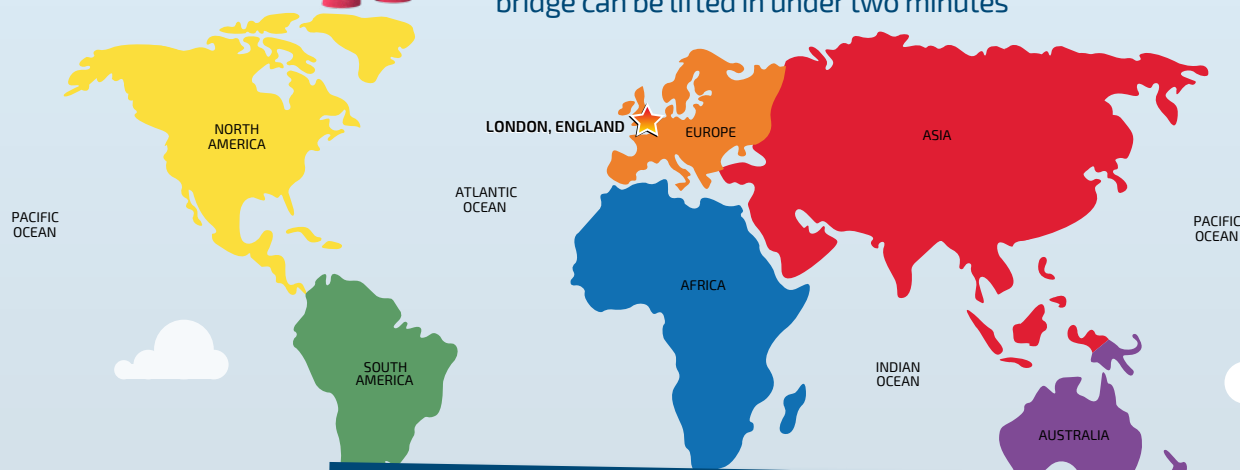 bridge can be lifted in under two minutes
NORTH
AMERICA
LONDON, ENGLAND
EUROPE
ASIA
ATLANTIC
OCEAN
PACIFIC
OCEAN
PACIFIC
OCEAN
AFRICA
SOUTH
AMERICA
INDIAN
OCEAN
AUSTRALIA